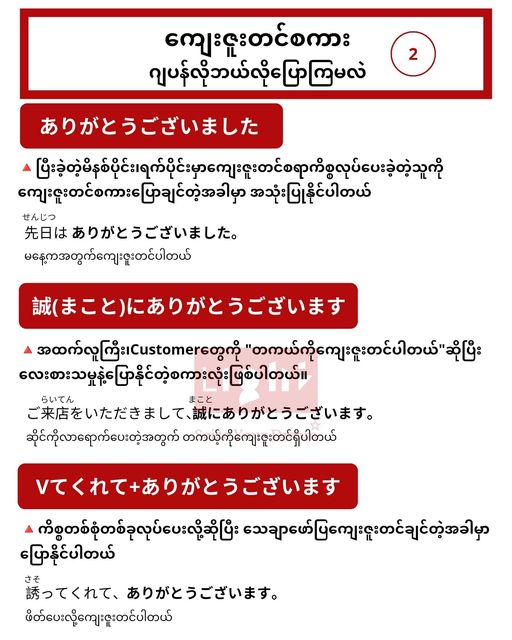 ကျေးဇူးတင်စကား
ဂျပန်လိုဘယ်လိုပြောကြမလဲ
2
ありがとうございました
🔺ပြီးခဲ့တဲ့မိနစ်ပိုင်း၊ရက်ပိုင်းမှာကျေးဇူးတင်စရာကိစ္စလုပ်ပေးခဲ့တဲ့သူကို
ကျေးဇူးတင်စကားပြောချင်တဲ့အခါမှာ အသုံးပြုနိုင်ပါတယ်
せんじつ
先日は ありがとうございました。
မနေ့ကအတွက်ကျေးဇူးတင်ပါတယ်
誠(まこと)にありがとうございます
🔺အထက်လူကြီး၊Customerတွေကို "တကယ်ကိုကျေးဇူးတင်ပါတယ်"ဆိုပြီး
လေးစားသမှုနဲ့ပြောနိုင်တဲ့စကားလုံးဖြစ်ပါတယ်။
Light
らいてん まこと
ご来店をいただきまして、誠にありがとうございます。
ဆိုင်ကိုလာရောက်ပေးတဲ့အတွက် တကယ့်ကိုကျေးဇူးတင်ရှိပါတယ်
Vてくれて+ありがとうございます
🔺ကိစ္စတစ်စုံတစ်ခုလုပ်ပေးလို့ဆိုပြီး သေချာဖော်ပြကျေးဇူးတင်ချင်တဲ့အခါမှာ
ပြောနိုင်ပါတယ်
さそ
誘ってくれて、ありがとうございます。
ဖိတ်ပေးလို့ကျေးဇူးတင်ပါတယ်